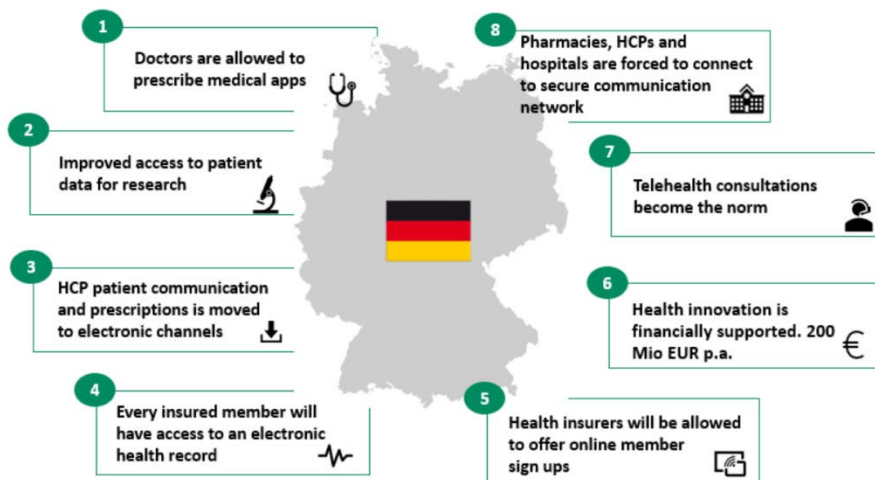 1
Doctors are allowed to
prescribe medical apps
2
Improved access to patient
data for research
3
HCP patient communication
and prescriptions is moved
to electronic channels
4
Every insured member will
have access to an electronic
health record
5
Health insurers will be allowed
to offer online member
sign ups
6
Health innovation is
financially supported. 200
Mio EUR p.a.
€
7
Telehealth consultations
become the norm
8
Pharmacies, HCPs and
hospitals are forced to connect
to secure communication
network